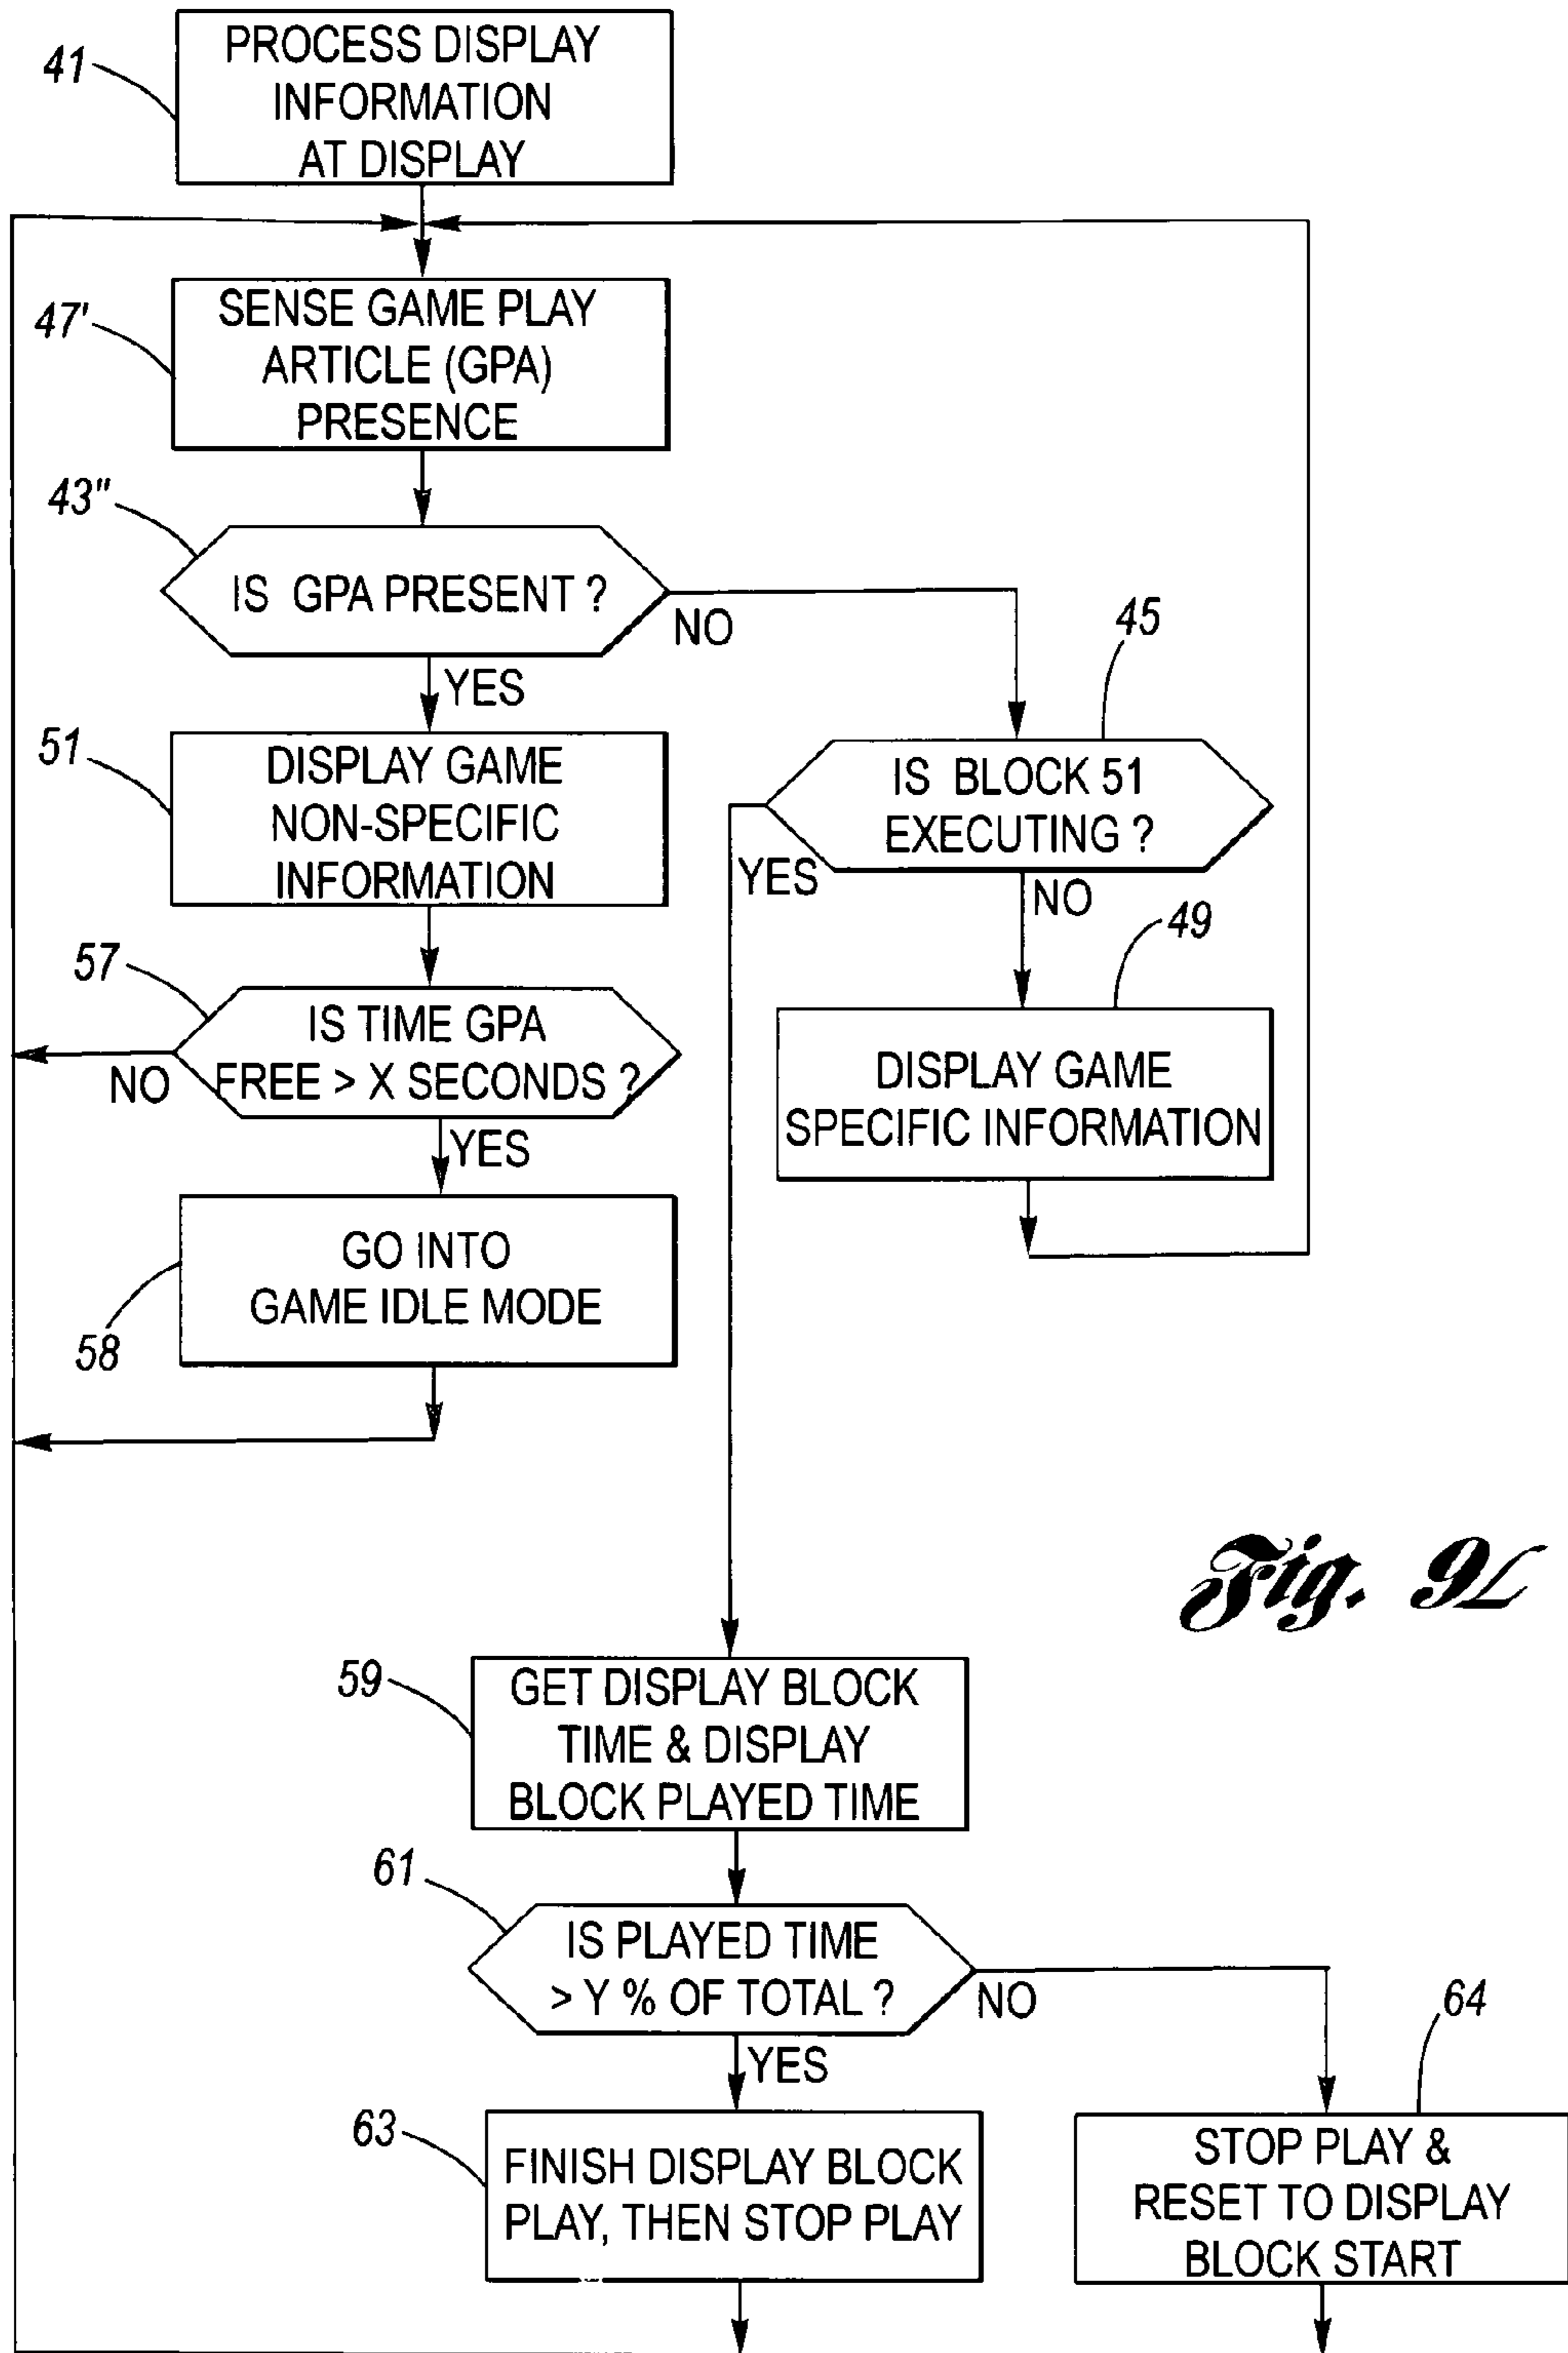 41
PROCESS DISPLAY
INFORMATION
AT DISPLAY
47'
SENSE GAME PLAY
ARTICLE (GPA)
PRESENCE
43"
IS GPA PRESENT ?
NO
YES
45
IS BLOCK 51
EXECUTING ?
YES
NO
51
DISPLAY GAME
NON-SPECIFIC
INFORMATION
49
DISPLAY GAME
SPECIFIC INFORMATION
57
IS TIME GPA
FREE > X SECONDS ?
NO
YES
58
GO INTO
GAME IDLE MODE
Fig. 9L
59
GET DISPLAY BLOCK
TIME & DISPLAY
BLOCK PLAYED TIME
61
IS PLAYED TIME
> Y % OF TOTAL ?
NO
YES
63
FINISH DISPLAY BLOCK
PLAY, THEN STOP PLAY
64
STOP PLAY &
RESET TO DISPLAY
BLOCK START